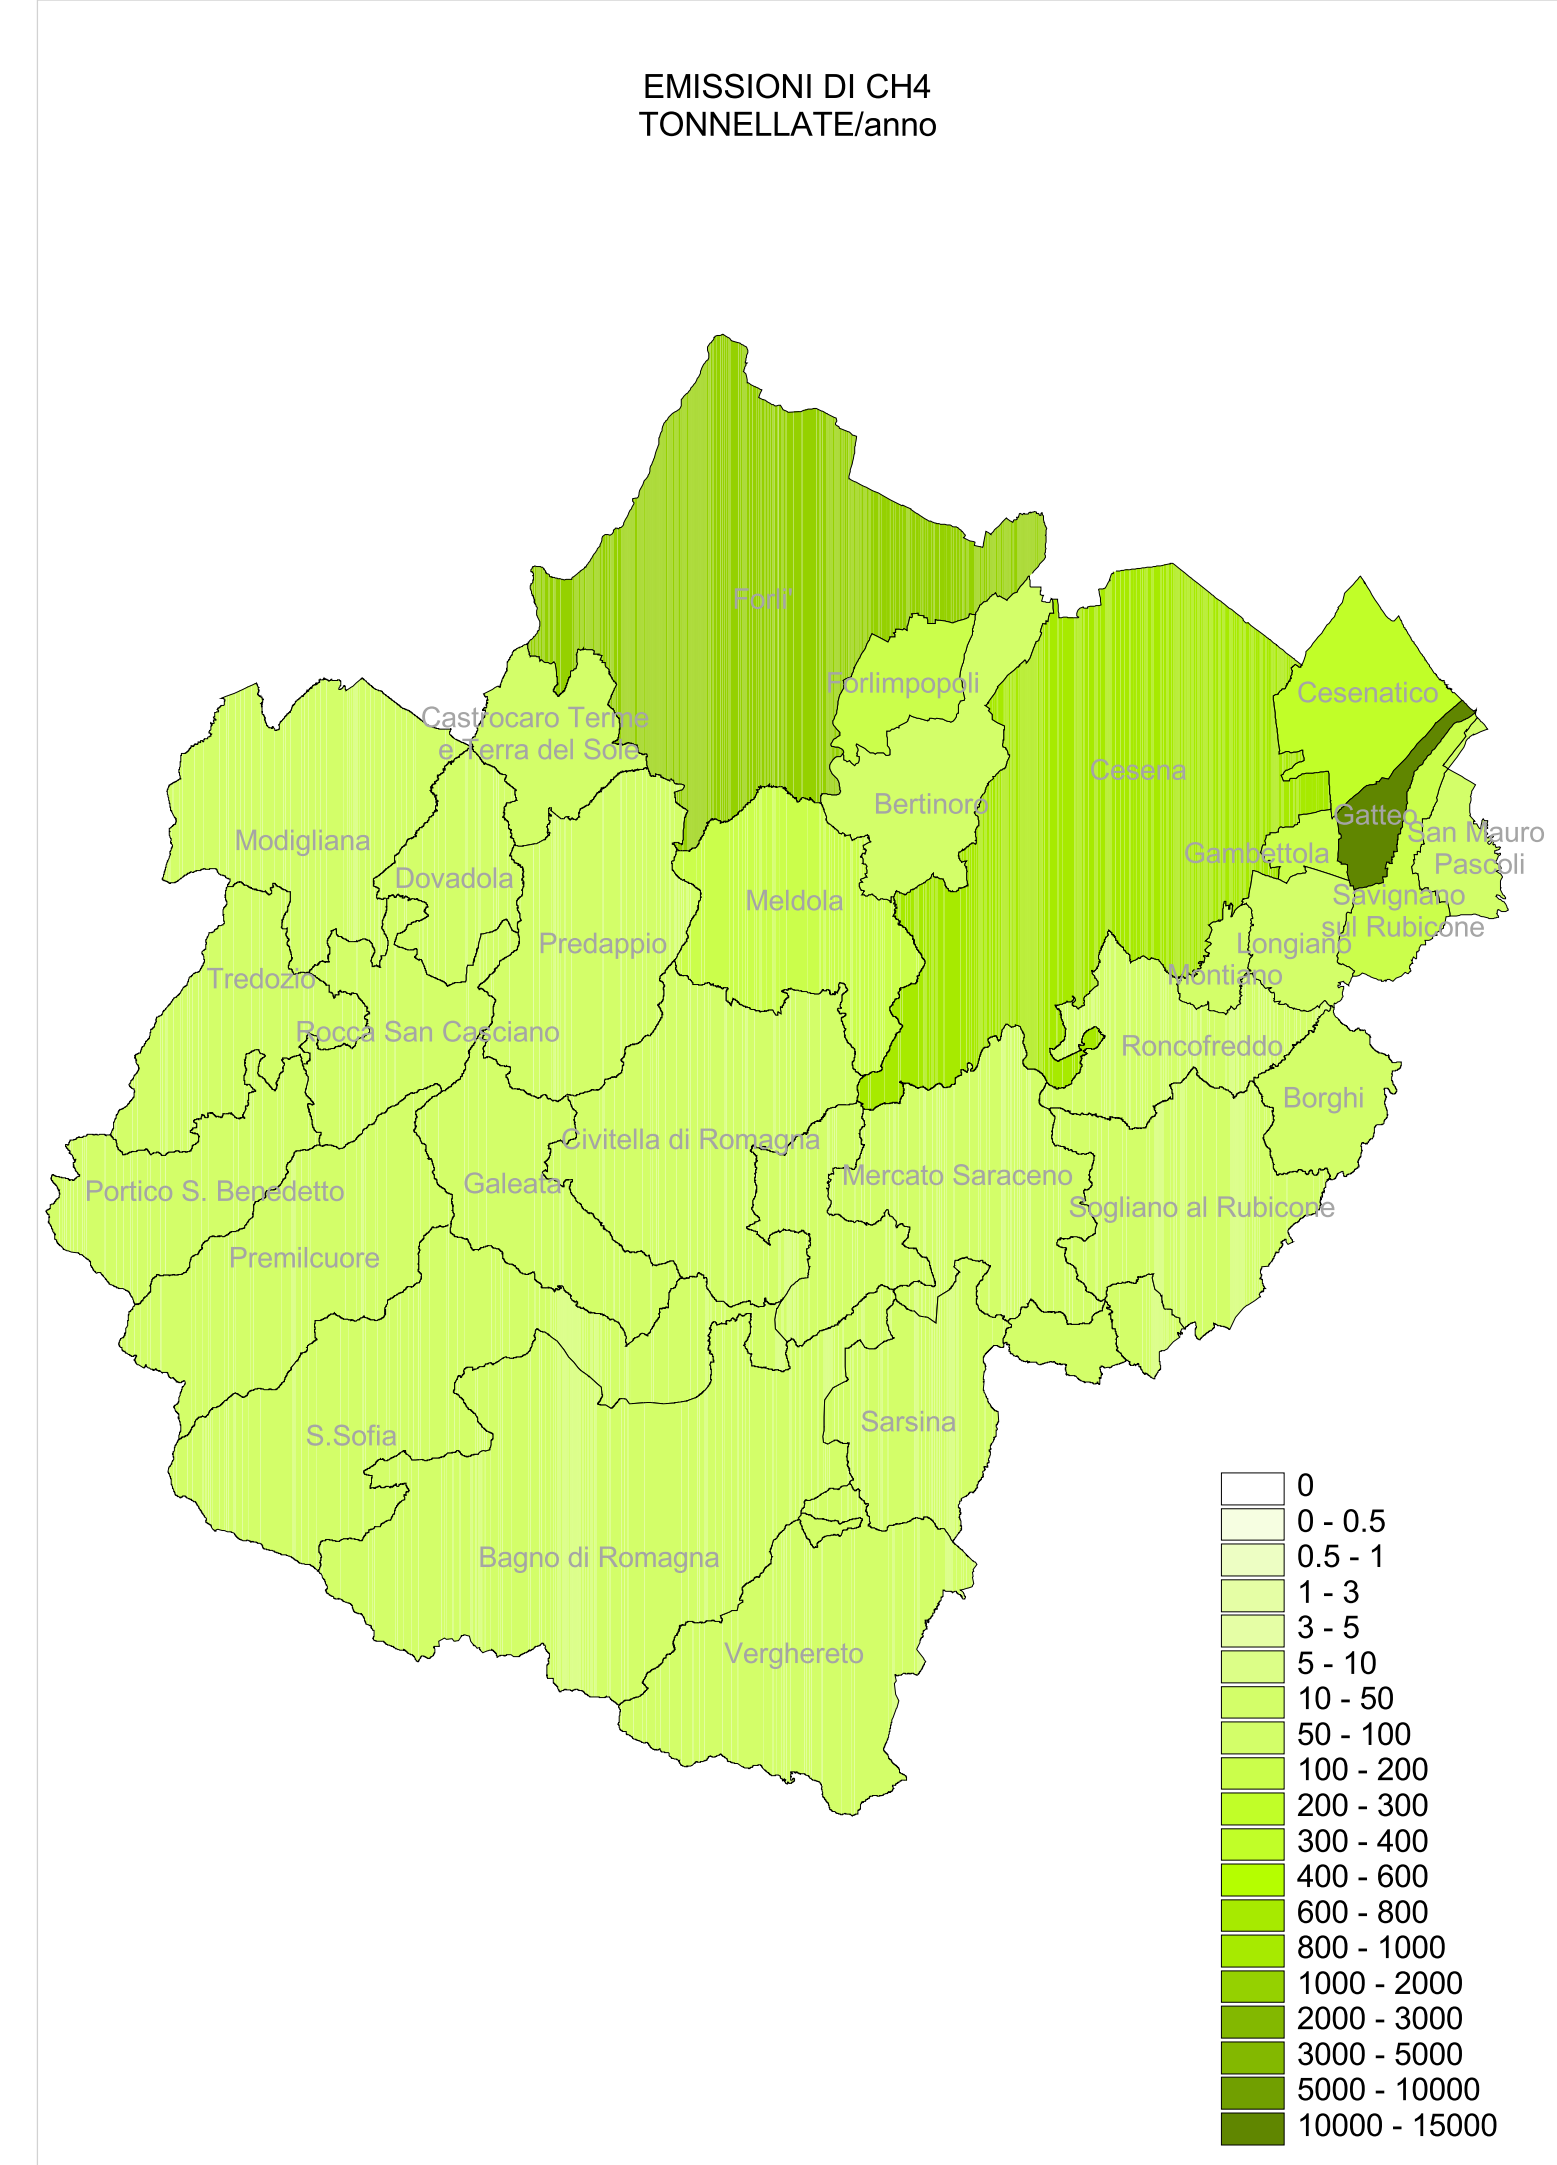 EMISSIONI DI CH4
TONNELLATE/anno
Forli'
Forlimpopoli
Cesenatico
Castrocaro Terme
e Terra del Sole
Cesena
Bertinoro
Gatteo
San Mauro
Pascoli
Modigliana
Gambettola
Dovadola
Meldola
Savignano
sul Rubicone
Predappio
Longiano
Tredozio
Montiano
Rocca San Casciano
Roncofreddo
Borghi
Civitella di Romagna
Mercato Saraceno
Galeata
Portico S. Benedetto
Sogliano al Rubicone
Premilcuore
Sarsina
S.Sofia
Bagno di Romagna
Verghereto
0
0 - 0.5
0.5 - 1
1 - 3
3 - 5
5 - 10
10 - 50
50 - 100
100 - 200
200 - 300
300 - 400
400 - 600
600 - 800
800 - 1000
1000 - 2000
2000 - 3000
3000 - 5000
5000 - 10000
10000 - 15000